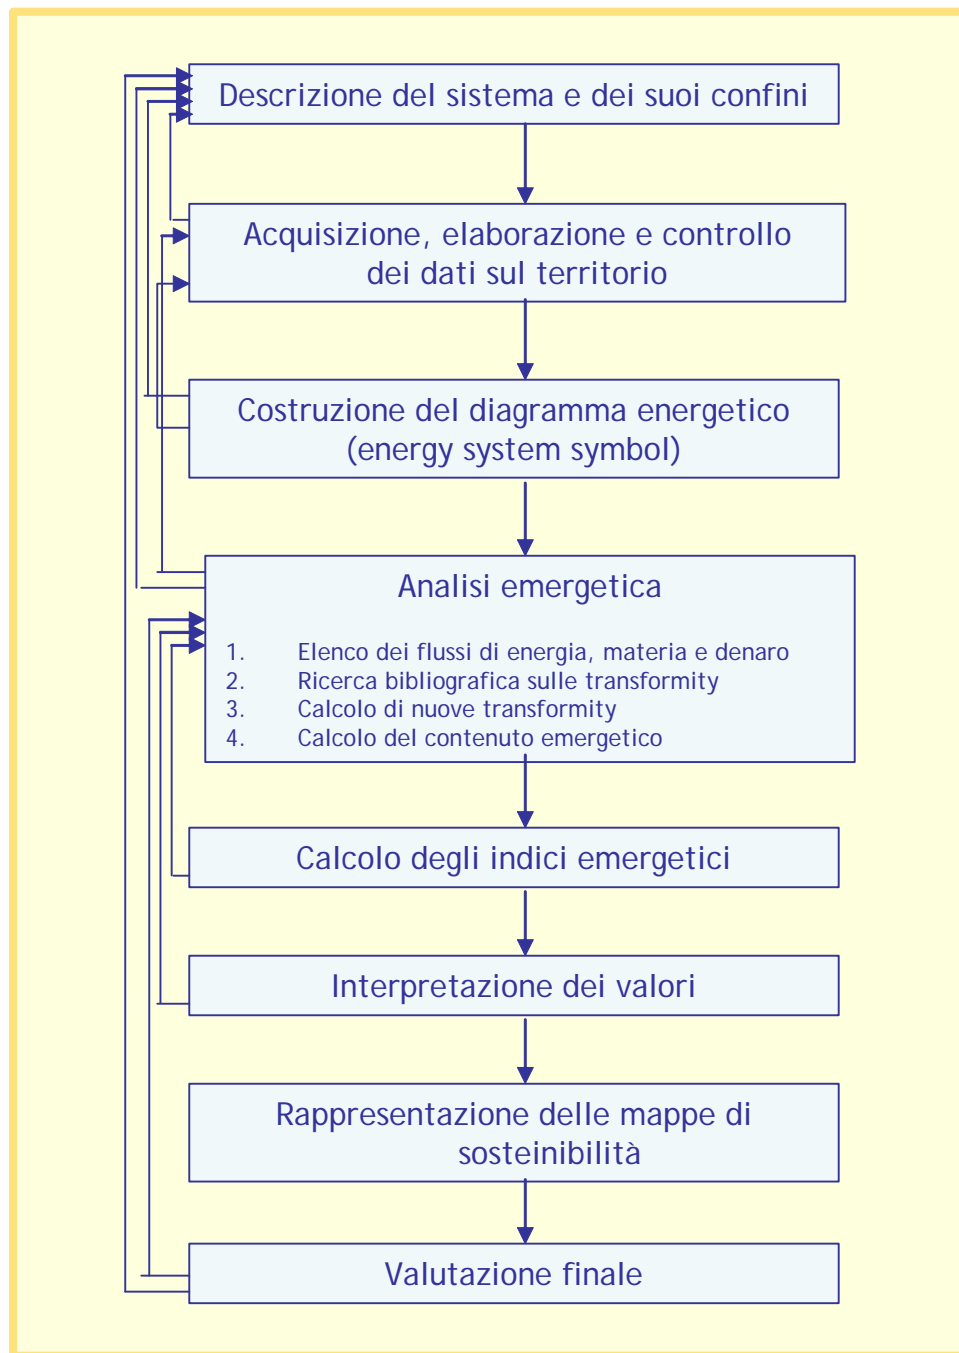 Descrizione del sistema e dei suoi confini
Acquisizione, elaborazione e controllo
dei dati sul territorio
Costruzione del diagramma energetico
(energy system symbol)
Analisi emergetica
1. Elenco dei flussi di energia, materia e denaro
2. Ricerca bibliografica sulle transformity
3. Calcolo di nuove transformity
4. Calcolo del contenuto emergetico
Calcolo degli indici emergetici
Interpretazione dei valori
Rappresentazione delle mappe di
sosteinibilità
Valutazione finale